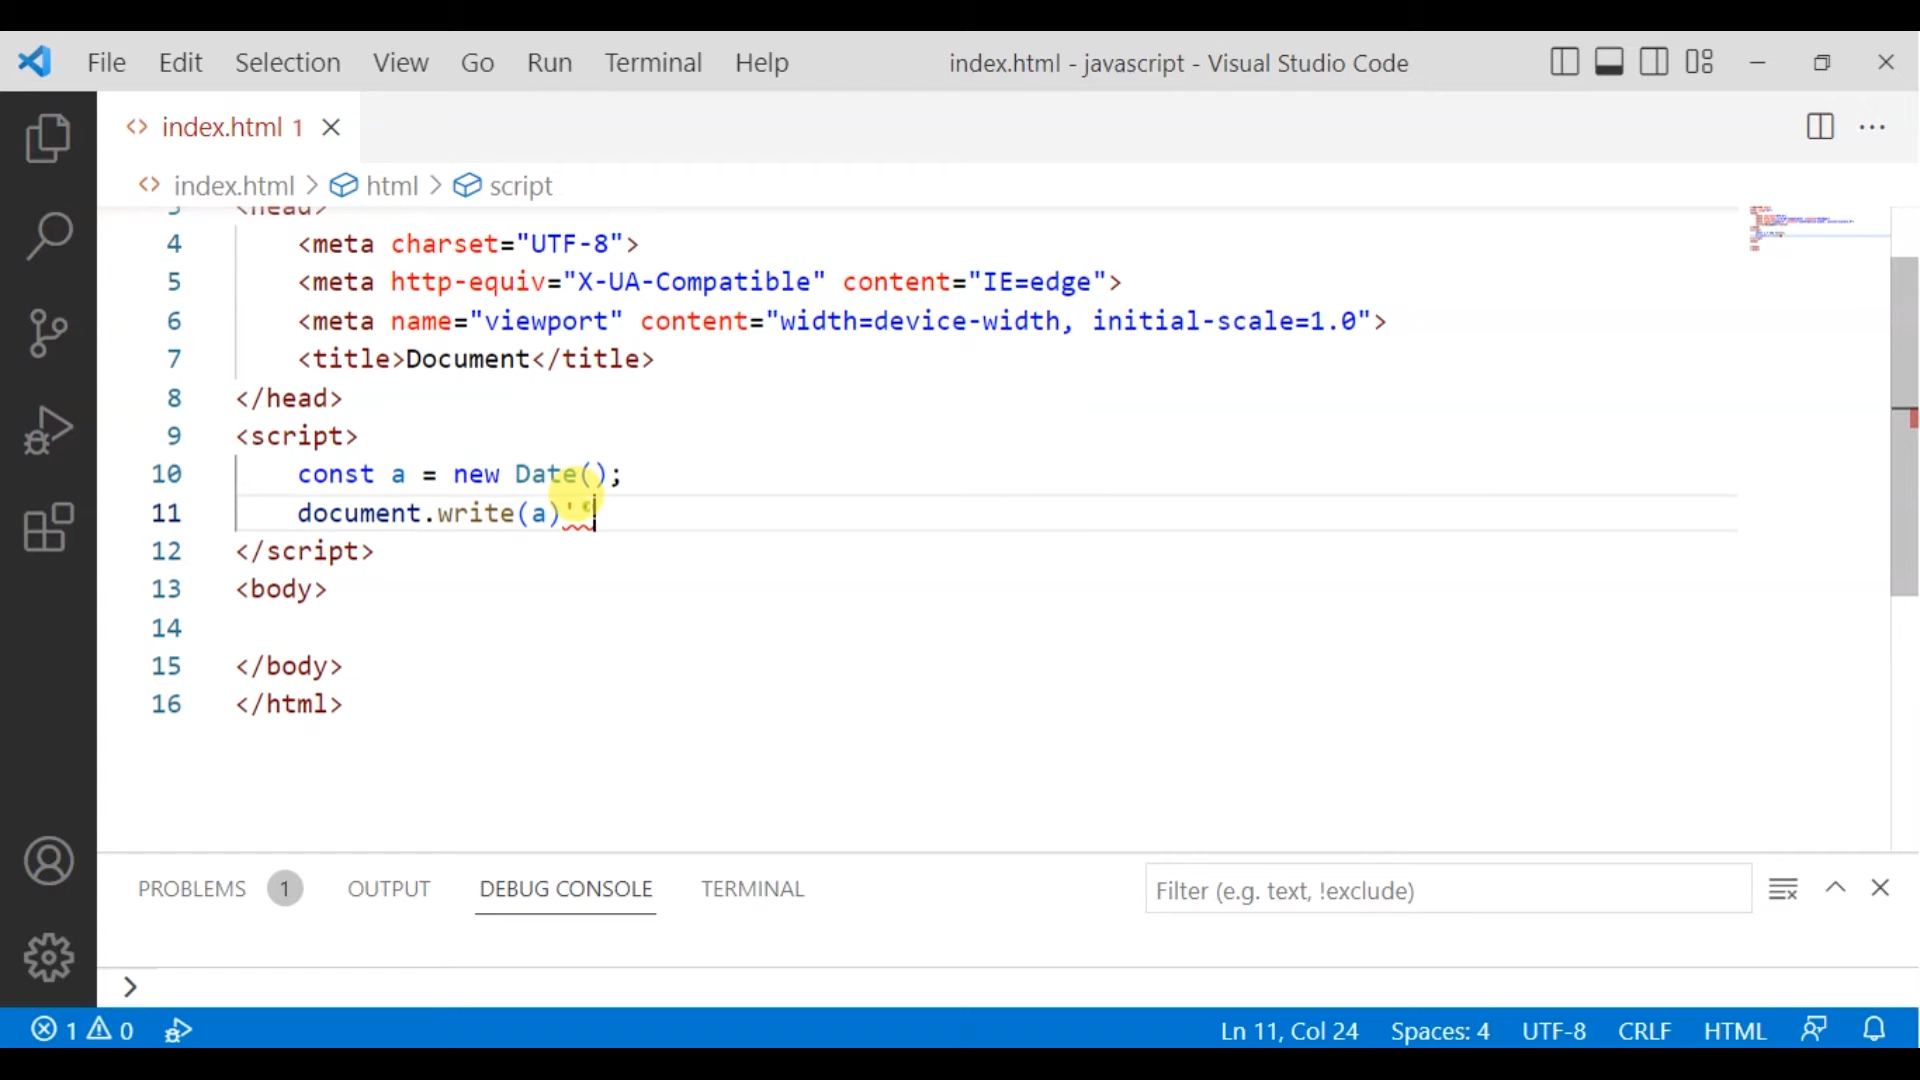 File Edit Selection View Go Run Terminal Help index.html - javascript - Visual Studio Code
<> index.html 1
<> index.html > html > script
3 <head>
4 <meta charset="UTF-8">
5 <meta http-equiv="X-UA-Compatible" content="IE=edge">
6 <meta name="viewport" content="width=device-width, initial-scale=1.0">
7 <title>Document</title>
8 </head>
9 <script>
10 const a = new Date();
11 document.write(a)''
12 </script>
13 <body>
14
15 </body>
16 </html>
PROBLEMS 1 OUTPUT DEBUG CONSOLE TERMINAL Filter (e.g. text, !exclude)
>
1 0 Ln 11, Col 24 Spaces: 4 UTF-8 CRLF HTML